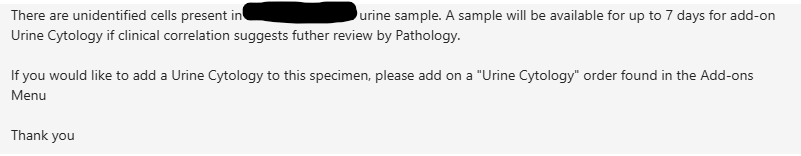 There are unidentified cells present in urine sample. A sample will be available for up to 7 days for add-on
Urine Cytology if clinical correlation suggests futher review by Pathology.
If you would like to add a Urine Cytology to this specimen, please add on a "Urine Cytology" order found in the Add-ons
Menu
Thank you